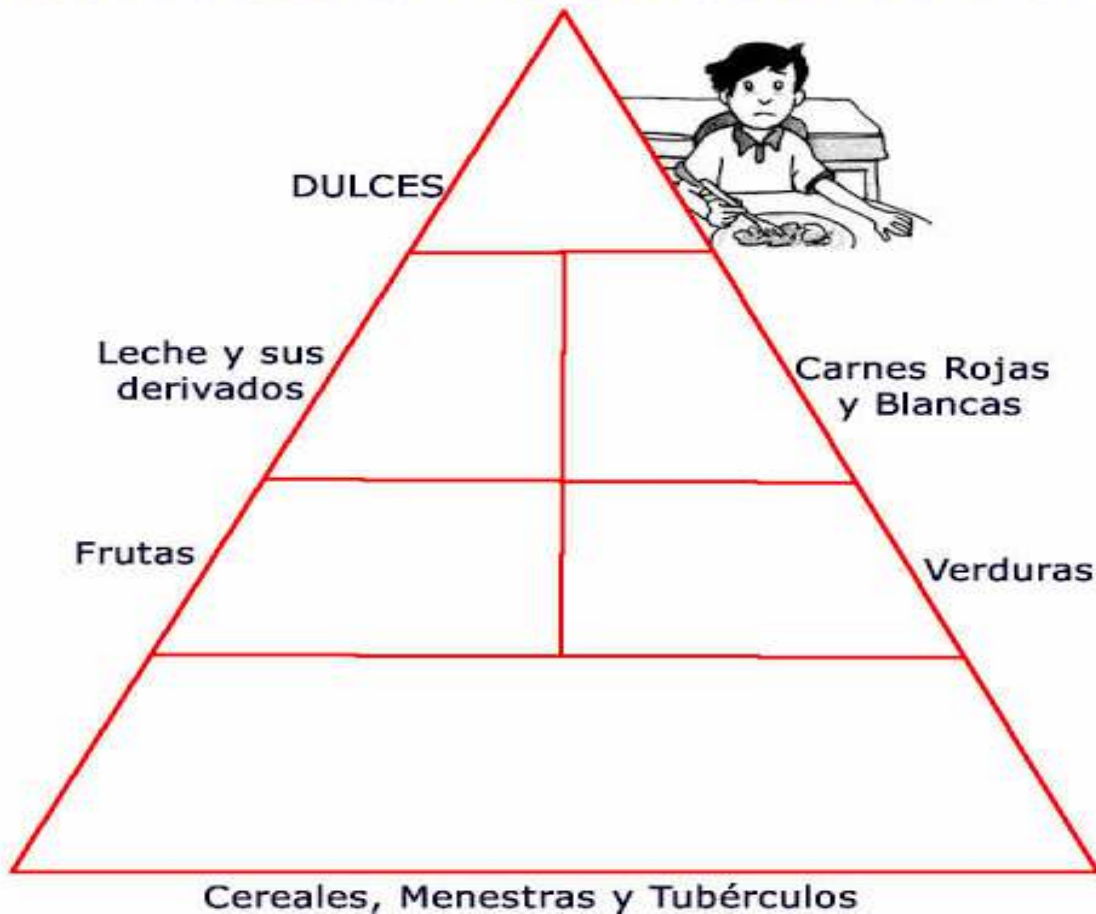 DULCES
Leche y sus
derivados
Carnes Rojas
y Blancas
Frutas
Verduras
Cereales, Menestras y Tubérculos